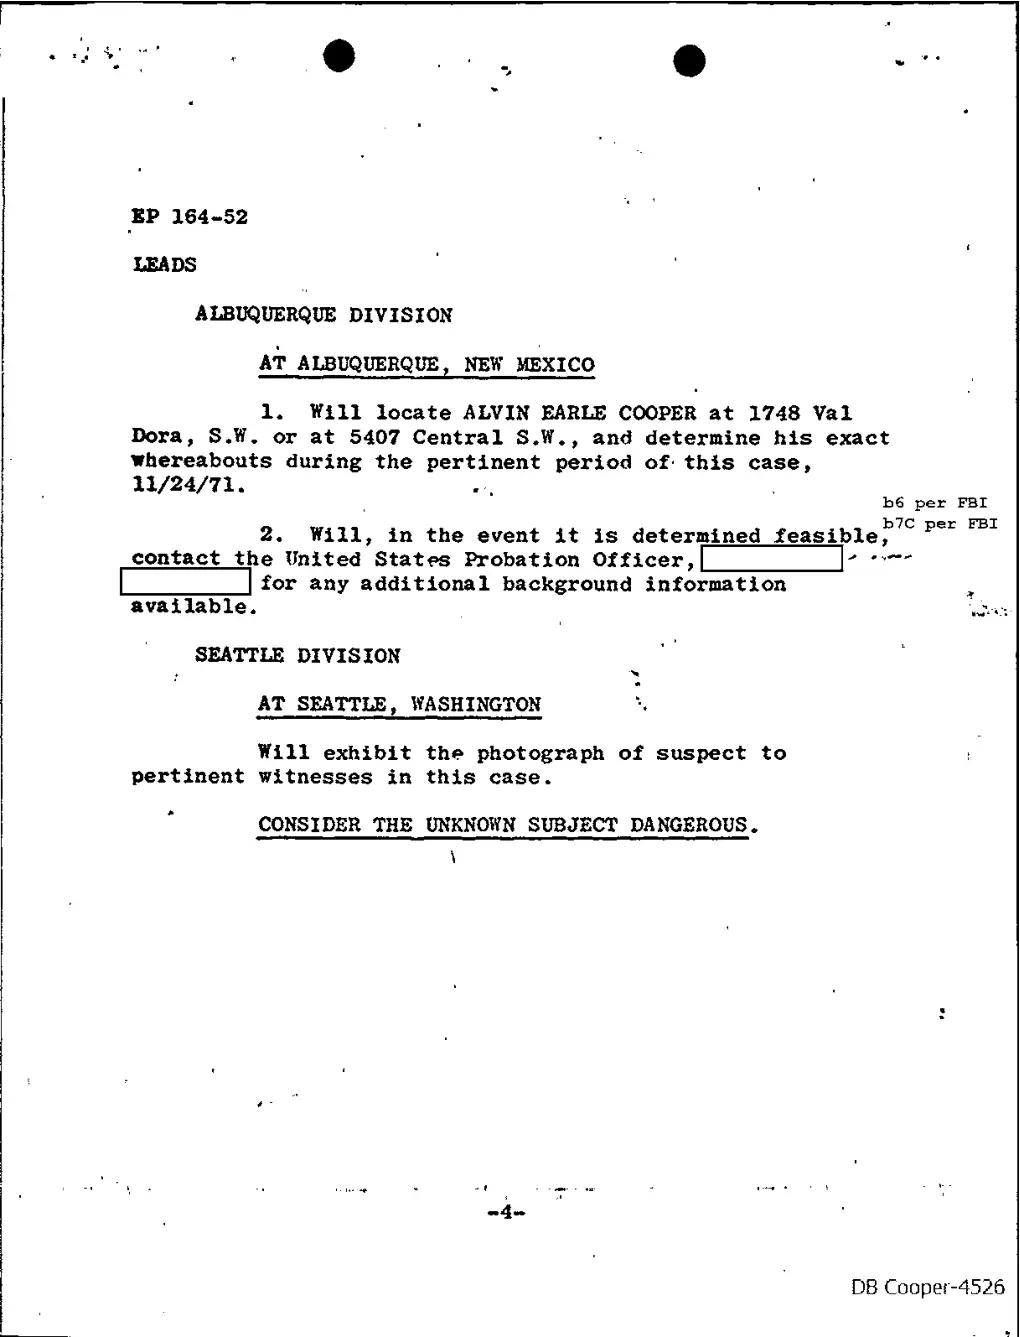 EP 164-52
LEADS
ALBUQUERQUE DIVISION
AT ALBUQUERQUE, NEW MEXICO
1. Will locate ALVIN EARLE COOPER at 1748 Val
Dora, S.W. or at 5407 Central S.W., and determine his exact
whereabouts during the pertinent period of this case,
11/24/71.
b6 per FBI
b7C per FBI
2. Will, in the event it is determined feasible,
contact the United States Probation Officer,
for any additional background information
available.
SEATTLE DIVISION
AT SEATTLE, WASHINGTON
Will exhibit the photograph of suspect to
pertinent witnesses in this case.
CONSIDER THE UNKNOWN SUBJECT DANGEROUS.
-4-
DB Cooper-4526